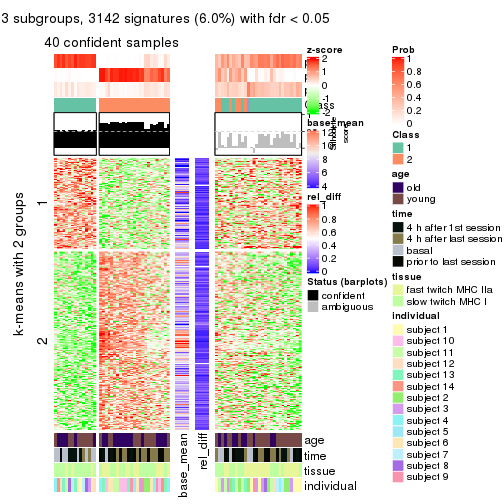 3 subgroups, 3142 signatures (6.0%) with fdr < 0.05
40 confident samples
k-means with 2 groups
1
2
Class
base_mean
rel_diff
age
time
tissue
individual
z-score
2
1
0
-1
-2
base_mean
12
10
8
6
4
rel_diff
1
0.8
0.6
0.4
0.2
0
Status (barplots)
confident
ambiguous
Prob
1
0.8
0.6
0.4
0.2
0
Class
1
2
age
old
young
time
4 h after 1st session
4 h after last session
basal
prior to last session
tissue
fast twitch MHC IIa
slow twitch MHC I
individual
subject 1
subject 10
subject 11
subject 12
subject 13
subject 14
subject 2
subject 3
subject 4
subject 5
subject 6
subject 7
subject 8
subject 9